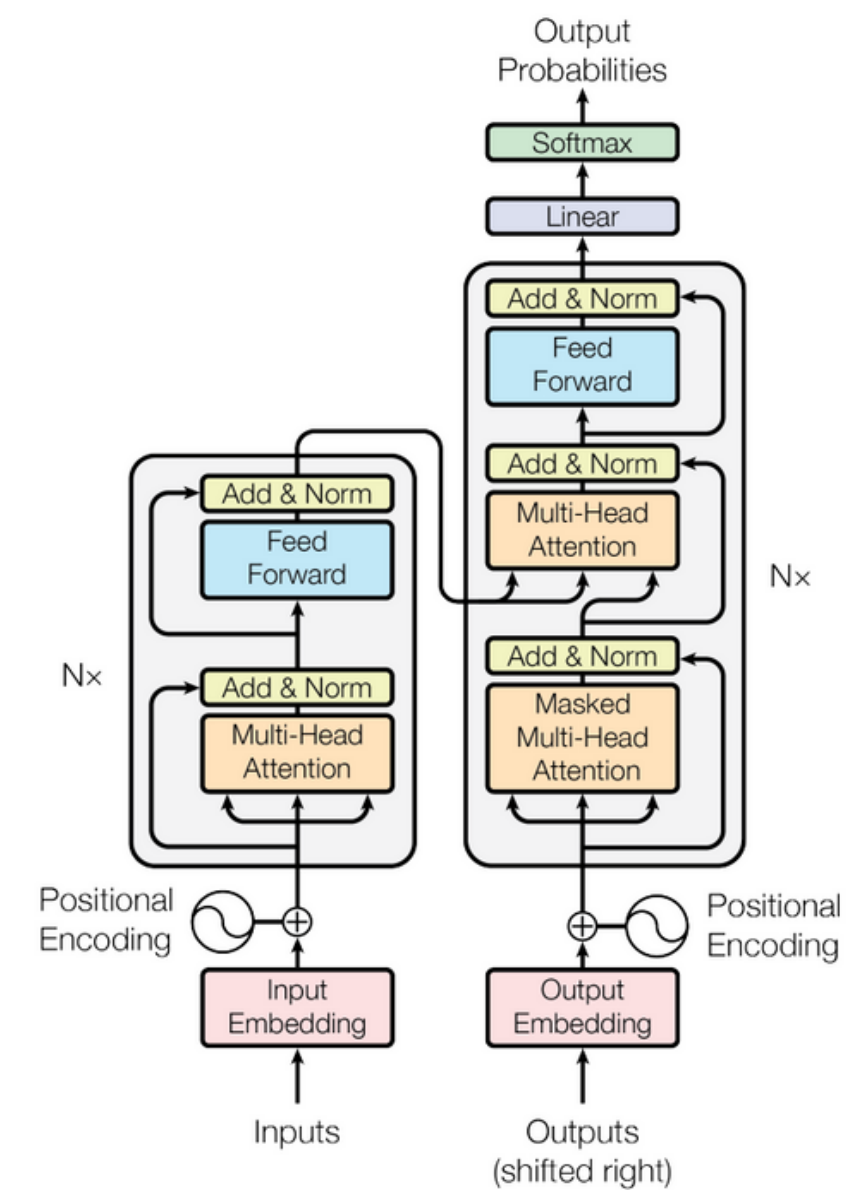 Output
Probabilities
Softmax
Linear
Add & Norm
Feed
Forward
Add & Norm
Multi-Head
Attention
Add & Norm
Masked
Multi-Head
Attention
N×
Add & Norm
Feed
Forward
Add & Norm
Multi-Head
Attention
N×
Positional
Encoding
Positional
Encoding
Input
Embedding
Output
Embedding
Inputs
Outputs
(shifted right)